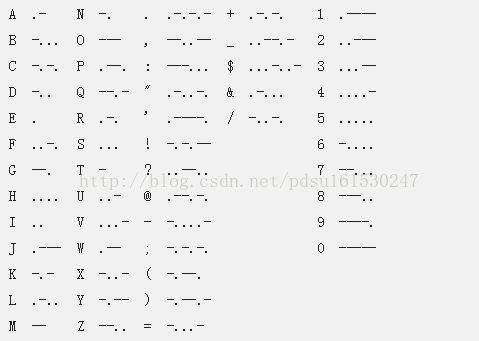 A .- N -. . .-.-.- + .-.-. 1 .----
B -... O --- , --..-- _ ..--.- 2 ..---
C -.-. P .--. : ---... $ ...-..- 3 ...--
D -.. Q --.- ″ .-..-. & .-... 4 ....-
E . R .-. ’ .----. / -..-. 5 .....
F ..-. S ... ! -.-.-- 6 -....
G --. T - ? ..--.. 7 --...
http://blog.csdn.net/pdsu161530247
H .... U ..- @ .--.-. 8 ---..
I .. V ...- - -....- 9 ----.
J .--- W .-- ; -.-.-. 0 -----
K -.- X -..- ( -.--.
L .-.. Y -.-- ) -.--.-
M -- Z --.. = -...-